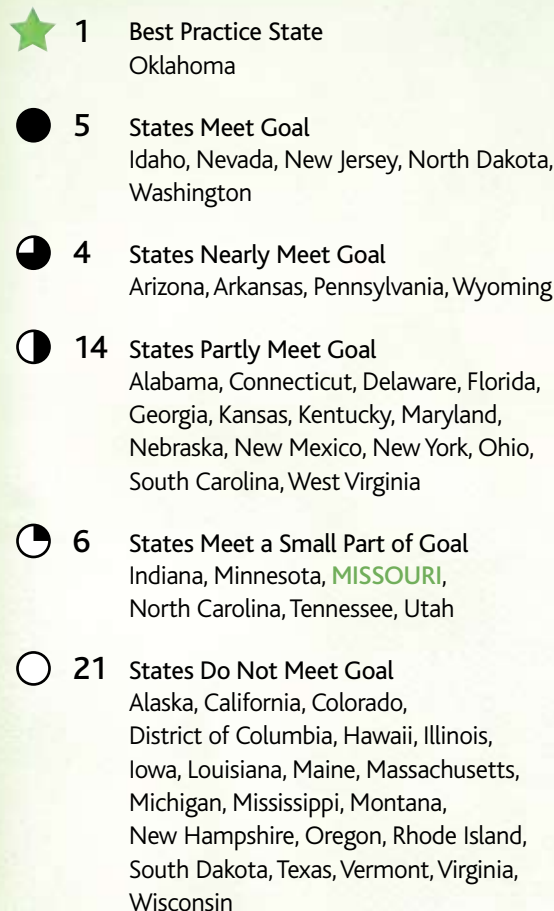 1 Best Practice State
Oklahoma
5 States Meet Goal
Idaho, Nevada, New Jersey, North Dakota,
Washington
4 States Nearly Meet Goal
Arizona, Arkansas, Pennsylvania, Wyoming
14 States Partly Meet Goal
Alabama, Connecticut, Delaware, Florida,
Georgia, Kansas, Kentucky, Maryland,
Nebraska, New Mexico, New York, Ohio,
South Carolina, West Virginia
6 States Meet a Small Part of Goal
Indiana, Minnesota, MISSOURI,
North Carolina, Tennessee, Utah
21 States Do Not Meet Goal
Alaska, California, Colorado,
District of Columbia, Hawaii, Illinois,
Iowa, Louisiana, Maine, Massachusetts,
Michigan, Mississippi, Montana,
New Hampshire, Oregon, Rhode Island,
South Dakota, Texas, Vermont, Virginia,
Wisconsin